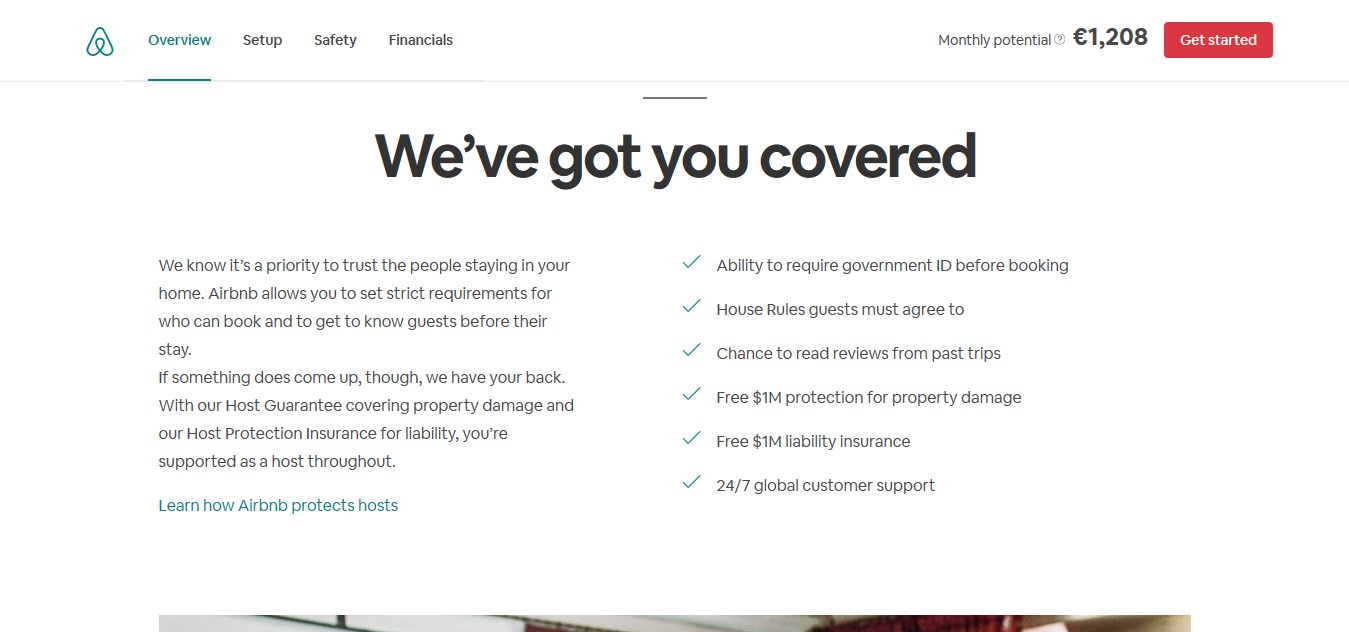 Overview Setup Safety Financials Monthly potential ? €1,208 Get started
We’ve got you covered
We know it’s a priority to trust the people staying in your
home. Airbnb allows you to set strict requirements for
who can book and to get to know guests before their
stay.
If something does come up, though, we have your back.
With our Host Guarantee covering property damage and
our Host Protection Insurance for liability, you’re
supported as a host throughout.
Learn how Airbnb protects hosts
Ability to require government ID before booking
House Rules guests must agree to
Chance to read reviews from past trips
Free $1M protection for property damage
Free $1M liability insurance
24/7 global customer support